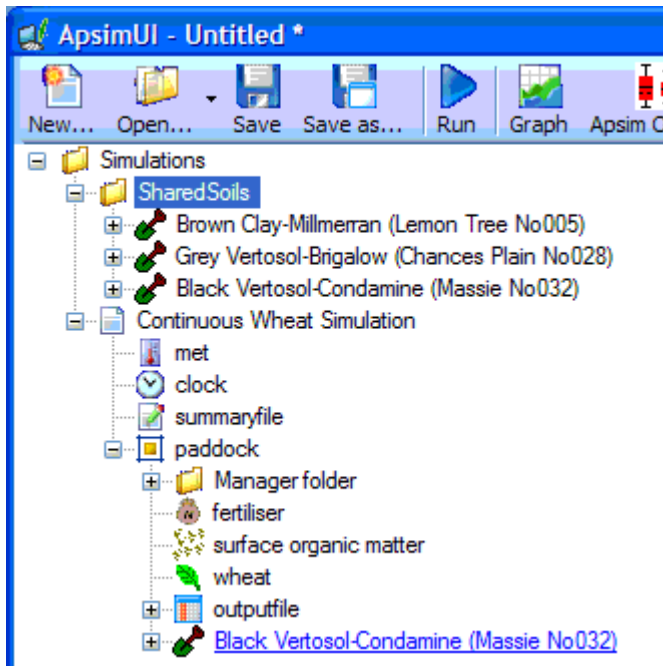 ApsimUI - Untitled *
New... Open... Save Save as... Run Graph Apsim
Simulations
SharedSoils
Brown Clay-Millmerran (Lemon Tree No005)
Grey Vertosol-Brigalow (Chances Plain No028)
Black Vertosol-Condamine (Massie No032)
Continuous Wheat Simulation
met
clock
summaryfile
paddock
Manager folder
fertiliser
surface organic matter
wheat
outputfile
Black Vertosol-Condamine (Massie No032)